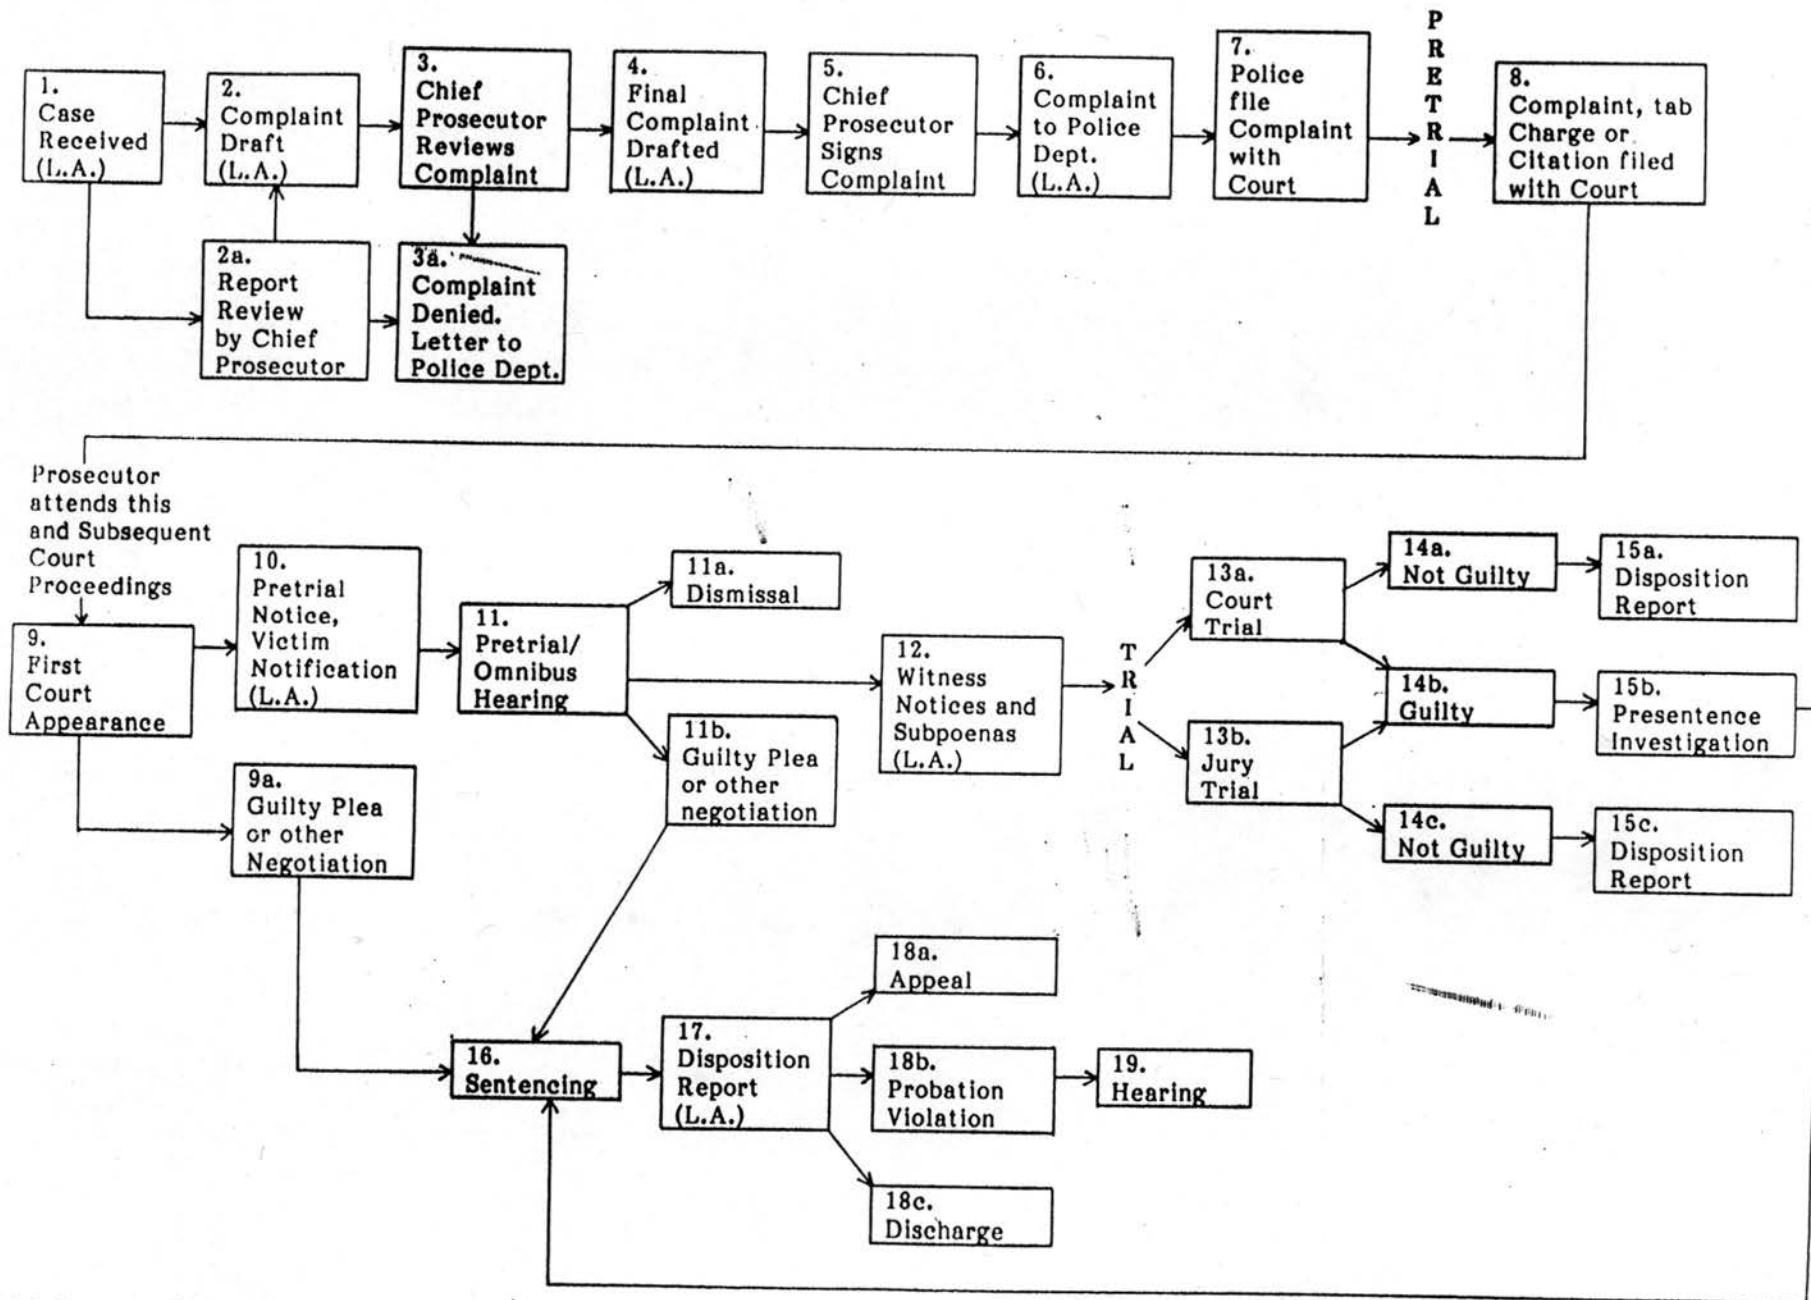 1.
Case
Received
(L.A.)
2.
Complaint
Draft
(L.A.)
3.
Chief
Prosecutor
Reviews
Complaint
4.
Final
Complaint
Drafted
(L.A.)
5.
Chief
Prosecutor
Signs
Complaint
6.
Complaint
to Police
Dept.
(L.A.)
7.
Police
file
Complaint
with
Court
P
R
E
T
R
I
A
L
8.
Complaint, tab
Charge or
Citation filed
with Court
2a.
Report
Review
by Chief
Prosecutor
3a.
Complaint
Denied.
Letter to
Police Dept.
Prosecutor
attends this
and Subsequent
Court
Proceedings
9.
First
Court
Appearance
10.
Pretrial
Notice,
Victim
Notification
(L.A.)
11.
Pretrial/
Omnibus
Hearing
11a.
Dismissal
11b.
Guilty Plea
or other
negotiation
12.
Witness
Notices and
Subpoenas
(L.A.)
T
R
I
A
L
13a.
Court
Trial
13b.
Jury
Trial
14a.
Not Guilty
14b.
Guilty
14c.
Not Guilty
15a.
Disposition
Report
15b.
Presentence
Investigation
15c.
Disposition
Report
9a.
Guilty Plea
or other
Negotiation
16.
Sentencing
17.
Disposition
Report
(L.A.)
18a.
Appeal
18b.
Probation
Violation
18c.
Discharge
19.
Hearing